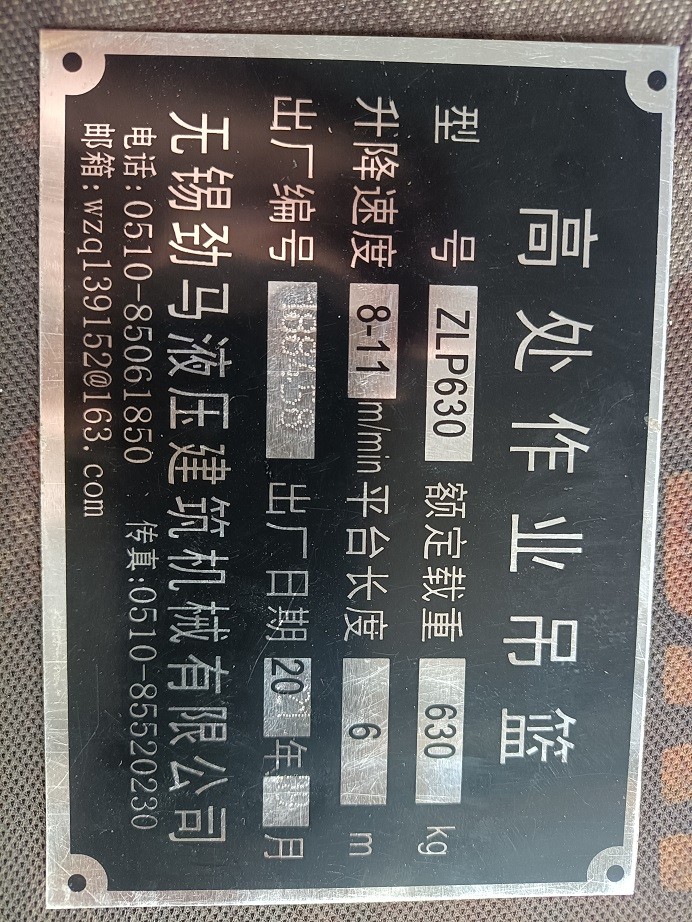 高处作业吊篮
型号 ZLP630 额定载重 630 kg
升降速度 8-11 m/min 平台长度 6 m
出厂编号 出厂日期 20 年 月
无锡劲马液压建筑机械有限公司
电话:0510-85061850 传真:0510-85520230
邮箱:wzq139152@163.com